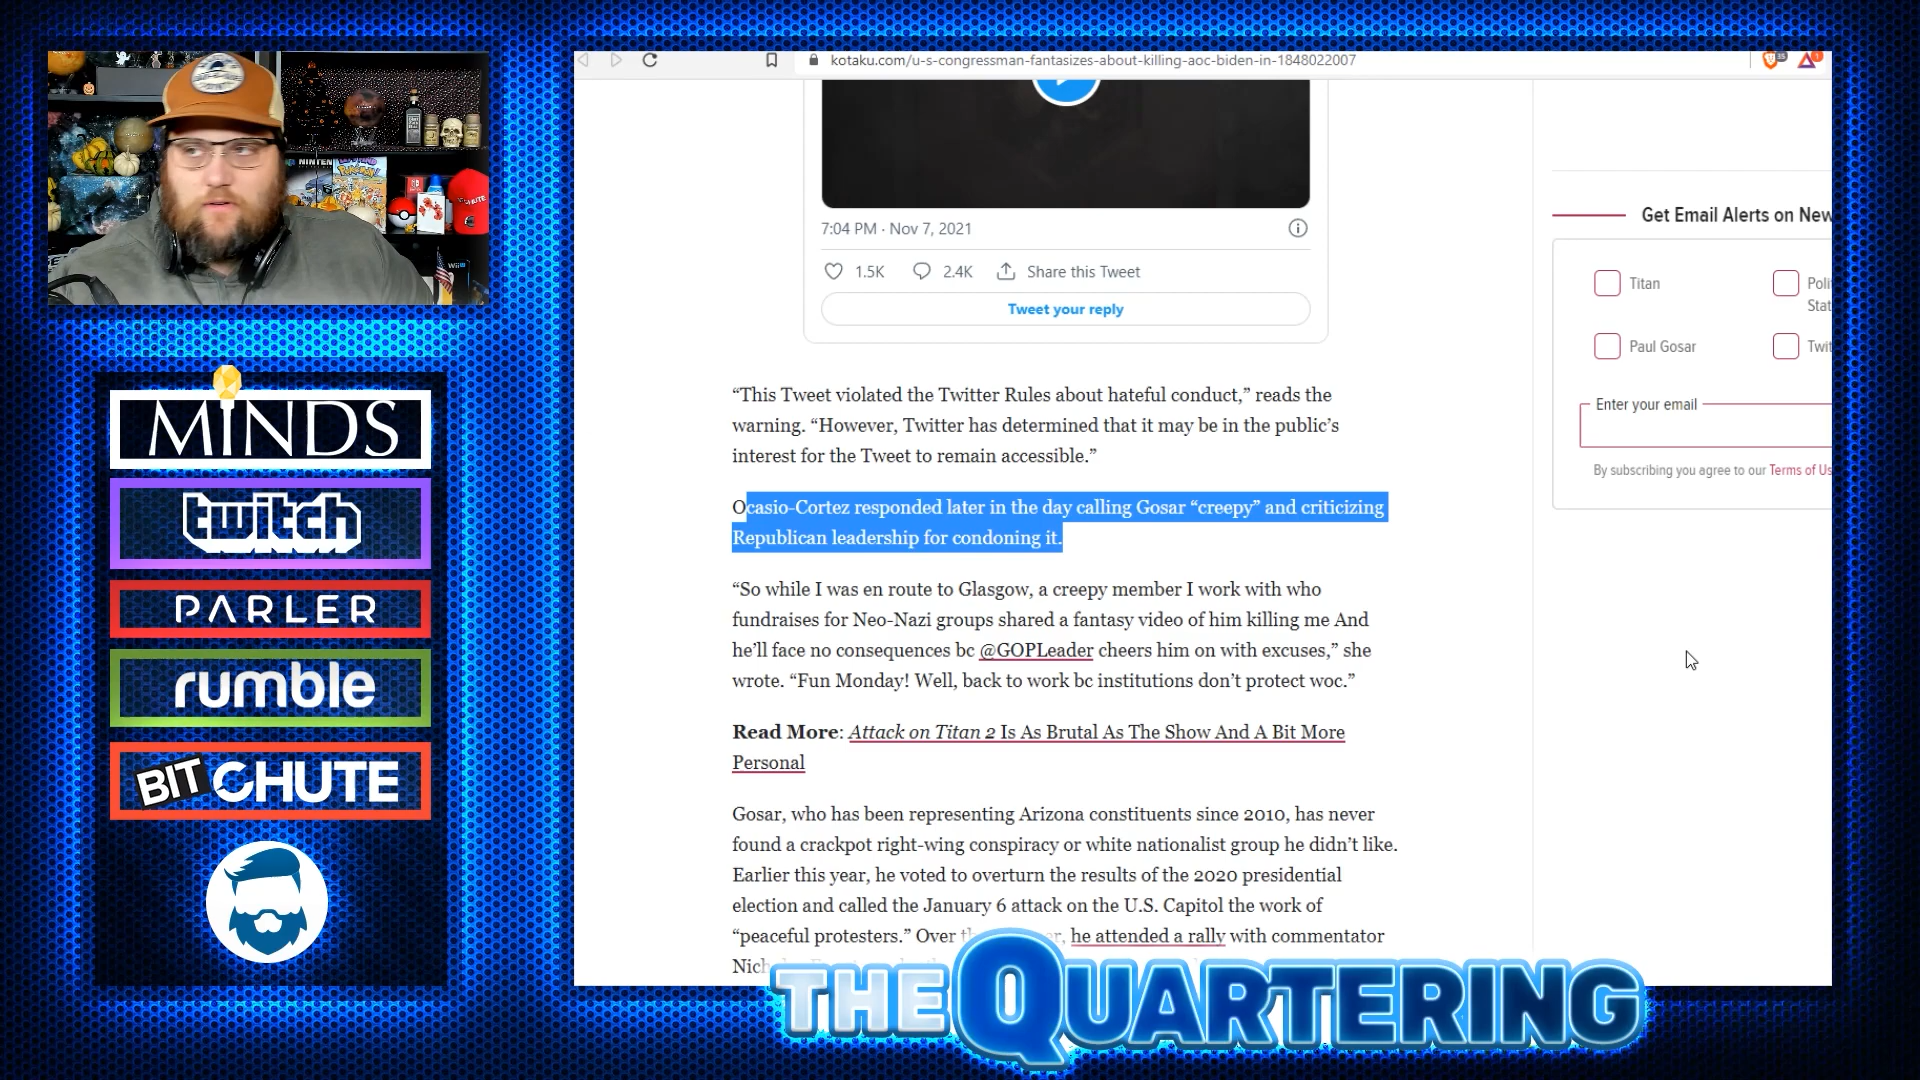 kotaku.com/u-s-congressman-fantasizes-about-killing-aoc-biden-in-1848022007
7:04 PM · Nov 7, 2021
1.5K 2.4K Share this Tweet
Tweet your reply
“This Tweet violated the Twitter Rules about hateful conduct,” reads the
warning. “However, Twitter has determined that it may be in the public’s
interest for the Tweet to remain accessible.”
Ocasio-Cortez responded later in the day calling Gosar “creepy” and criticizing
Republican leadership for condoning it.
“So while I was en route to Glasgow, a creepy member I work with who
fundraises for Neo-Nazi groups shared a fantasy video of him killing me And
he’ll face no consequences bc @GOPLeader cheers him on with excuses,” she
wrote. “Fun Monday! Well, back to work bc institutions don’t protect woc.”
Read More: Attack on Titan 2 Is As Brutal As The Show And A Bit More
Personal
Gosar, who has been representing Arizona constituents since 2010, has never
found a crackpot right-wing conspiracy or white nationalist group he didn’t like.
Earlier this year, he voted to overturn the results of the 2020 presidential
election and called the January 6 attack on the U.S. Capitol the work of
“peaceful protesters.” Over he attended a rally with commentator
Get Email Alerts on New
Titan
Paul Gosar
Enter your email
By subscribing you agree to our Terms of Us
MINDS
twitch
PARLER
rumble
BITCHUTE
THE QUARTERING